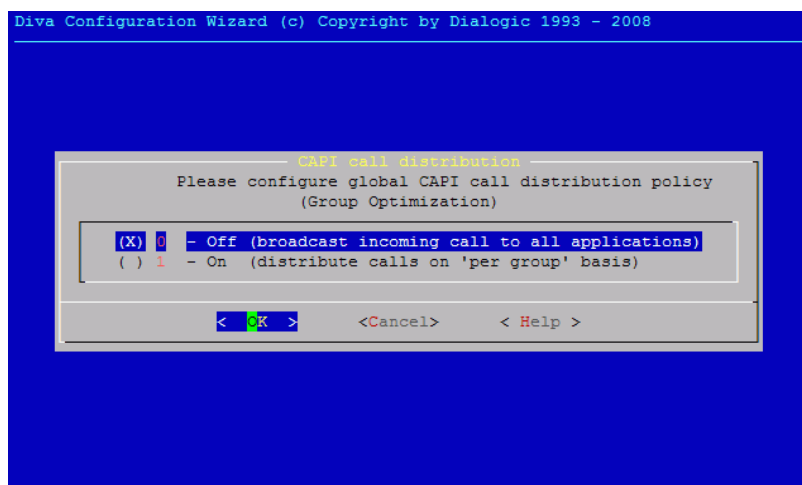 Diva Configuration Wizard (c) Copyright by Dialogic 1993 - 2008
CAPI call distribution
Please configure global CAPI call distribution policy
(Group Optimization)
(X) 0 - Off (broadcast incoming call to all applications)
( ) 1 - On (distribute calls on 'per group' basis)
< OK > <Cancel> < Help >